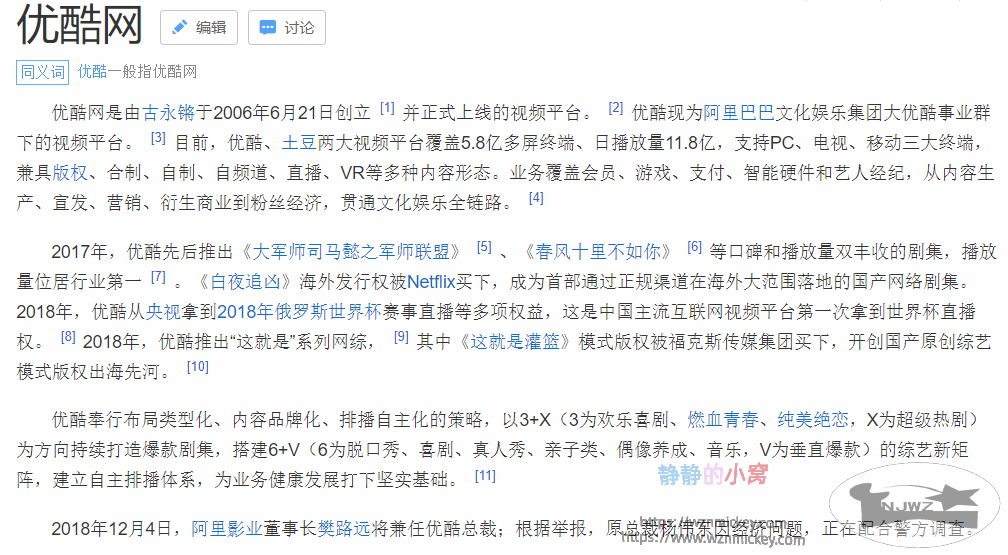 优酷网 编辑 讨论
同义词 优酷一般指优酷网
优酷网是由古永锵于2006年6月21日创立 [1] 并正式上线的视频平台。 [2] 优酷现为阿里巴巴文化娱乐集团大优酷事业群
下的视频平台。 [3] 目前，优酷、土豆两大视频平台覆盖5.8亿多屏终端、日播放量11.8亿，支持PC、电视、移动三大终端，
兼具版权、合制、自制、自频道、直播、VR等多种内容形态。业务覆盖会员、游戏、支付、智能硬件和艺人经纪，从内容生
产、宣发、营销、衍生商业到粉丝经济，贯通文化娱乐全链路。 [4]
2017年，优酷先后推出《大军师司马懿之军师联盟》 [5] 、《春风十里不如你》 [6] 等口碑和播放量双丰收的剧集，播放
量位居行业第一 [7] 。《白夜追凶》海外发行权被Netflix买下，成为首部通过正规渠道在海外大范围落地的国产网络剧集。
2018年，优酷从央视拿到2018年俄罗斯世界杯赛事直播等多项权益，这是中国主流互联网视频平台第一次拿到世界杯直播
权。 [8] 2018年，优酷推出“这就是”系列网综， [9] 其中《这就是灌篮》模式版权被福克斯传媒集团买下，开创国产原创综艺
模式版权出海先河。 [10]
优酷奉行布局类型化、内容品牌化、排播自主化的策略，以3+X（3为欢乐喜剧、燃血青春、纯美绝恋，X为超级热剧）
为方向持续打造爆款剧集，搭建6+V（6为脱口秀、喜剧、真人秀、亲子类、偶像养成、音乐，V为垂直爆款）的综艺新矩
阵，建立自主排播体系，为业务健康发展打下坚实基础。 [11]
静静的小窝
2018年12月4日，阿里影业董事长樊路远将兼任优酷总裁；根据举报，原总裁杨伟东因经济问题，正在配合警方调查。
https://wznmickey.com
https://www.wznmickey.com
NJWZ